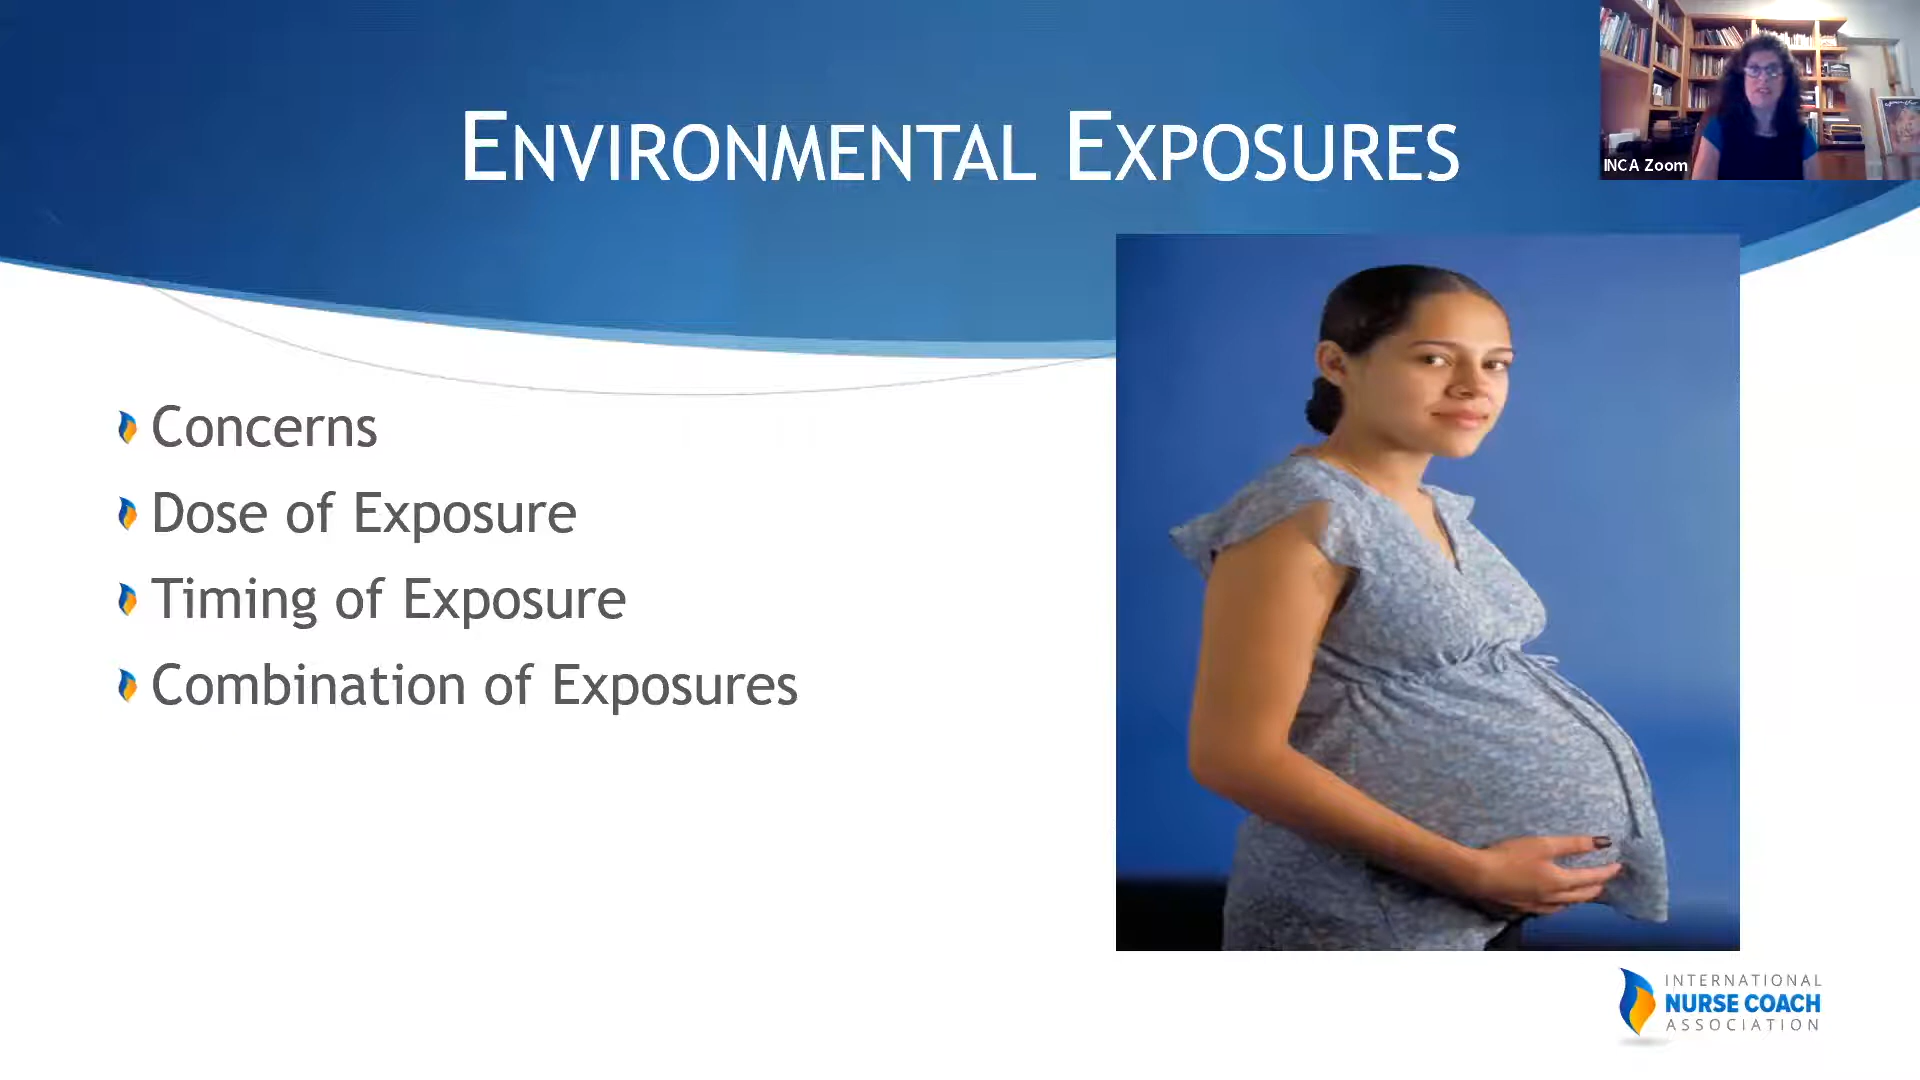 ENVIRONMENTAL EXPOSURES
INCA Zoom
Concerns
Dose of Exposure
Timing of Exposure
Combination of Exposures
INTERNATIONAL
NURSE COACH
ASSOCIATION